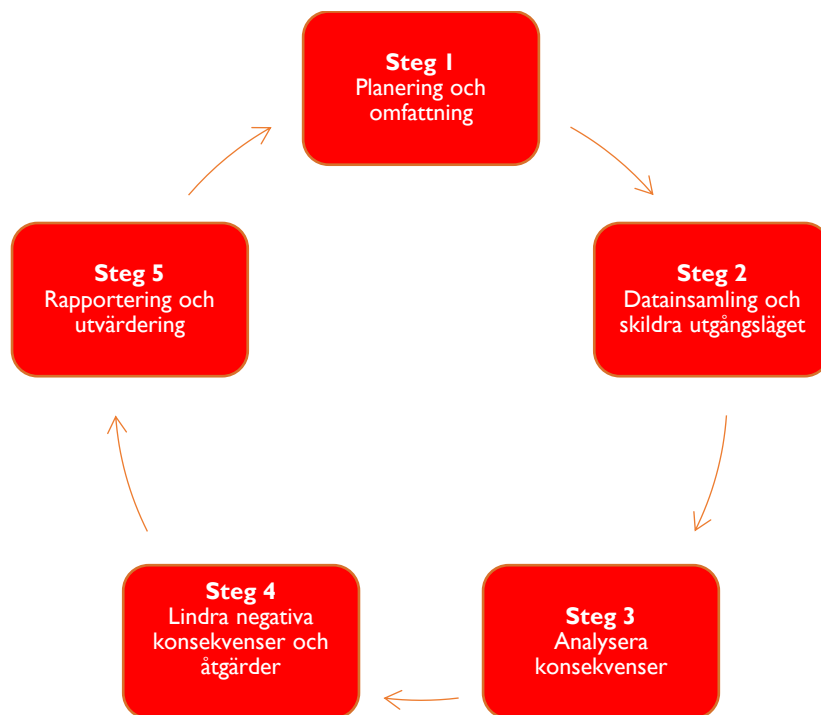 Steg 1
Planering och
omfattning
Steg 2
Datainsamling och
skildra utgångsläget
Steg 3
Analysera
konsekvenser
Steg 4
Lindra negativa
konsekvenser och
åtgärder
Steg 5
Rapportering och
utvärdering